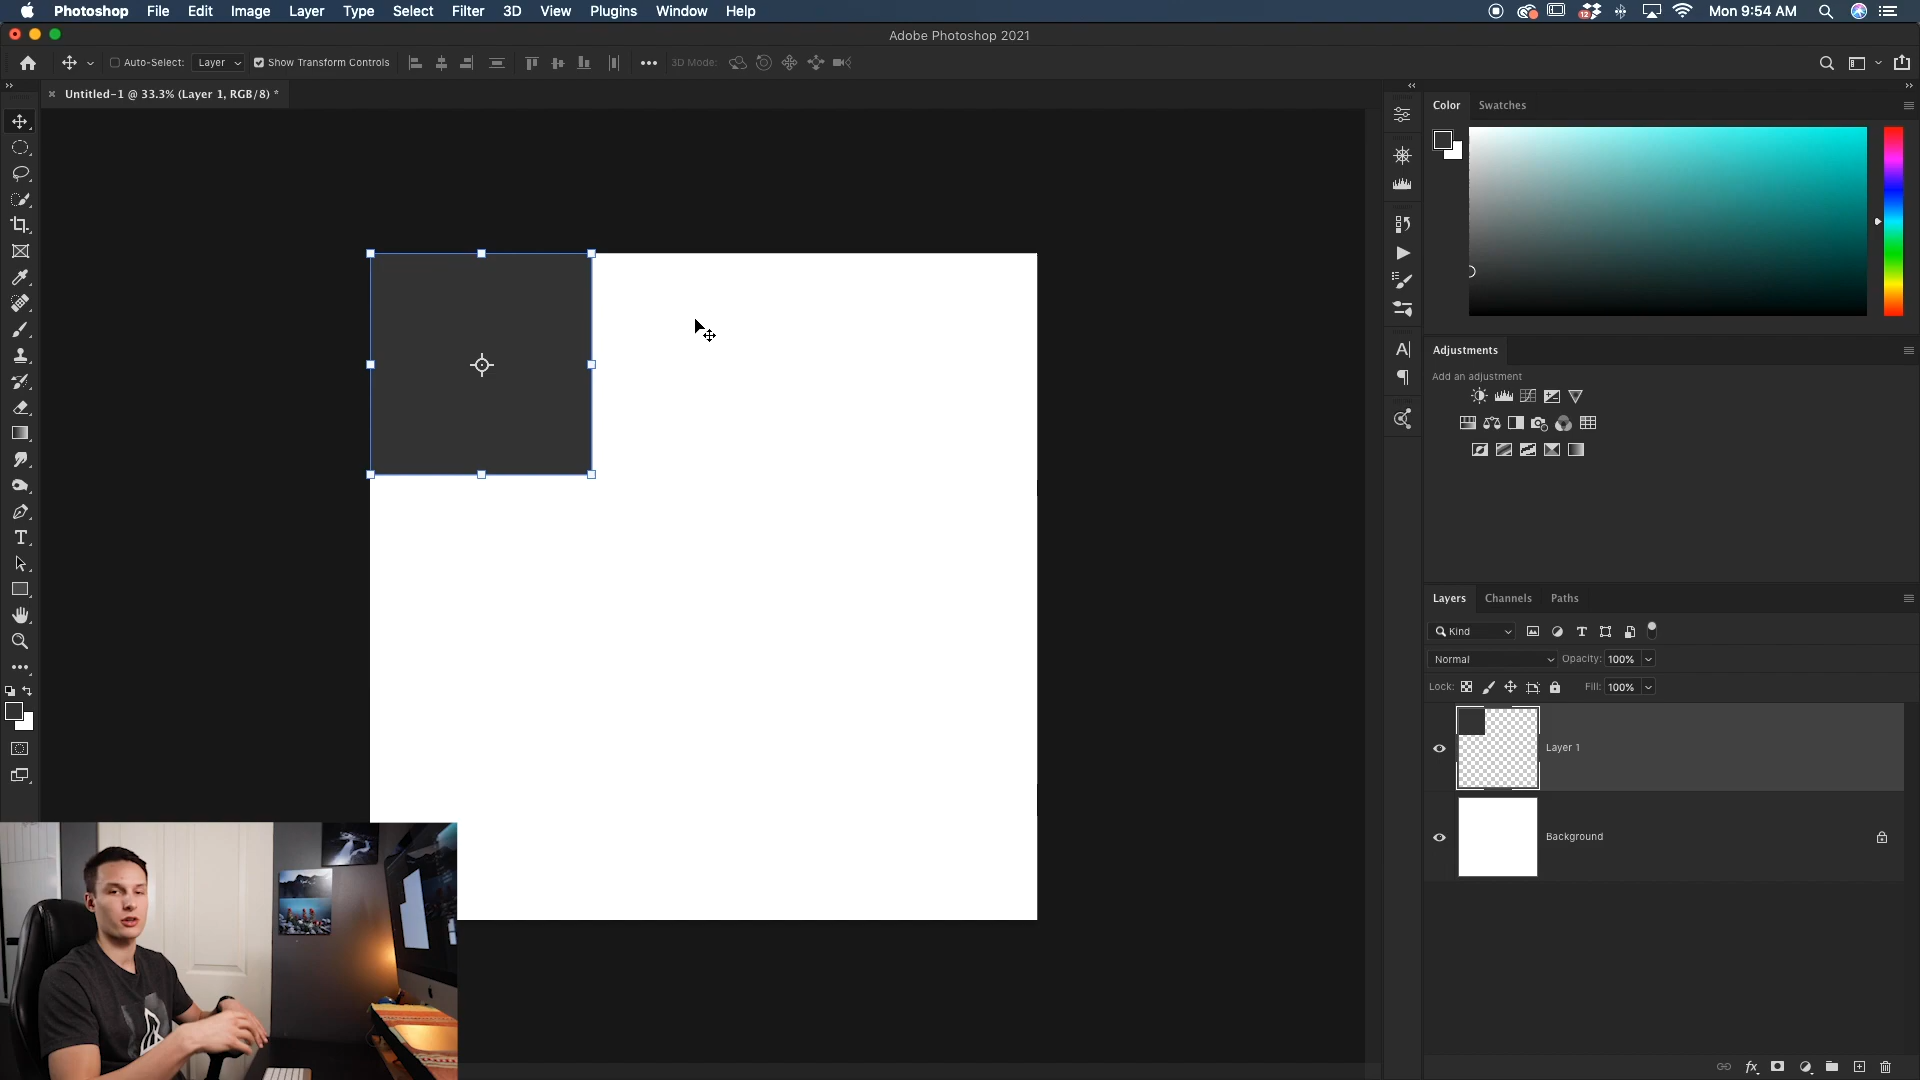 Photoshop File Edit Image Layer Type Select Filter 3D View Plugins Window Help
12
Mon 9:54 AM
Adobe Photoshop 2021
Auto-Select: Layer Show Transform Controls 3D Mode:
Untitled-1 @ 33.3% (Layer 1, RGB/8) *
Color Swatches
Adjustments
Add an adjustment
Layers Channels Paths
Kind
Normal Opacity: 100%
Lock: Fill: 100%
Layer 1
Background